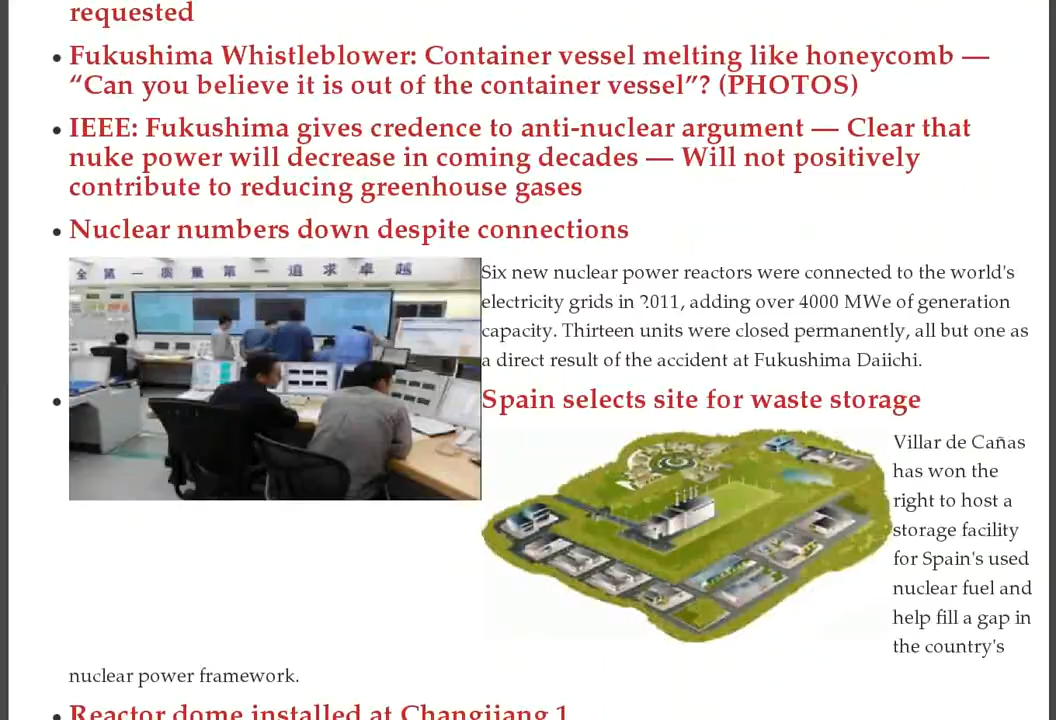 requested
• Fukushima Whistleblower: Container vessel melting like honeycomb —
“Can you believe it is out of the container vessel”? (PHOTOS)
• IEEE: Fukushima gives credence to anti-nuclear argument — Clear that
nuke power will decrease in coming decades — Will not positively
contribute to reducing greenhouse gases
• Nuclear numbers down despite connections
全 第 一 质 量 第 一 追 求 卓 越
Six new nuclear power reactors were connected to the world's
electricity grids in 2011, adding over 4000 MWe of generation
capacity. Thirteen units were closed permanently, all but one as
a direct result of the accident at Fukushima Daiichi.
• Spain selects site for waste storage
Villar de Cañas
has won the
right to host a
storage facility
for Spain's used
nuclear fuel and
help fill a gap in
the country's
nuclear power framework.
• Reactor dome installed at Changjiang 1